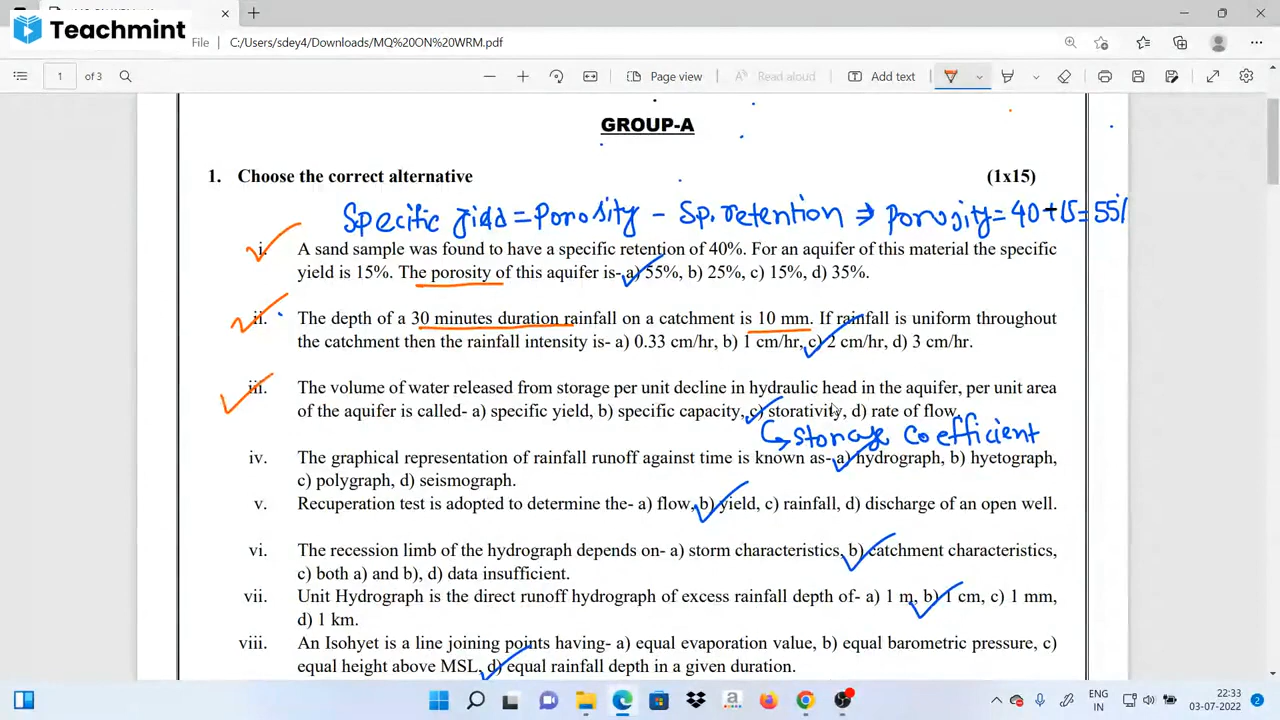 Teachmint
File
C:/Users/sdey4/Downloads/MQ%20ON%20WRM.pdf
1 of 3
Page view
Read aloud
Add text
GROUP-A
1. Choose the correct alternative (1x15)
Specific yield = Porosity - Sp. retention ⇒ Porosity = 40 + 15 = 55%
i. A sand sample was found to have a specific retention of 40%. For an aquifer of this material the specific
yield is 15%. The porosity of this aquifer is- a) 55%, b) 25%, c) 15%, d) 35%.
ii. The depth of a 30 minutes duration rainfall on a catchment is 10 mm. If rainfall is uniform throughout
the catchment then the rainfall intensity is- a) 0.33 cm/hr, b) 1 cm/hr, c) 2 cm/hr, d) 3 cm/hr.
iii. The volume of water released from storage per unit decline in hydraulic head in the aquifer, per unit area
of the aquifer is called- a) specific yield, b) specific capacity, c) storativity, d) rate of flow.
↳ storage coefficient
iv. The graphical representation of rainfall runoff against time is known as- a) hydrograph, b) hyetograph,
c) polygraph, d) seismograph.
v. Recuperation test is adopted to determine the- a) flow, b) yield, c) rainfall, d) discharge of an open well.
vi. The recession limb of the hydrograph depends on- a) storm characteristics, b) catchment characteristics,
c) both a) and b), d) data insufficient.
vii. Unit Hydrograph is the direct runoff hydrograph of excess rainfall depth of- a) 1 m, b) 1 cm, c) 1 mm,
d) 1 km.
viii. An Isohyet is a line joining points having- a) equal evaporation value, b) equal barometric pressure, c)
equal height above MSL, d) equal rainfall depth in a given duration.
ENG
IN
22:33
03-07-2022
2